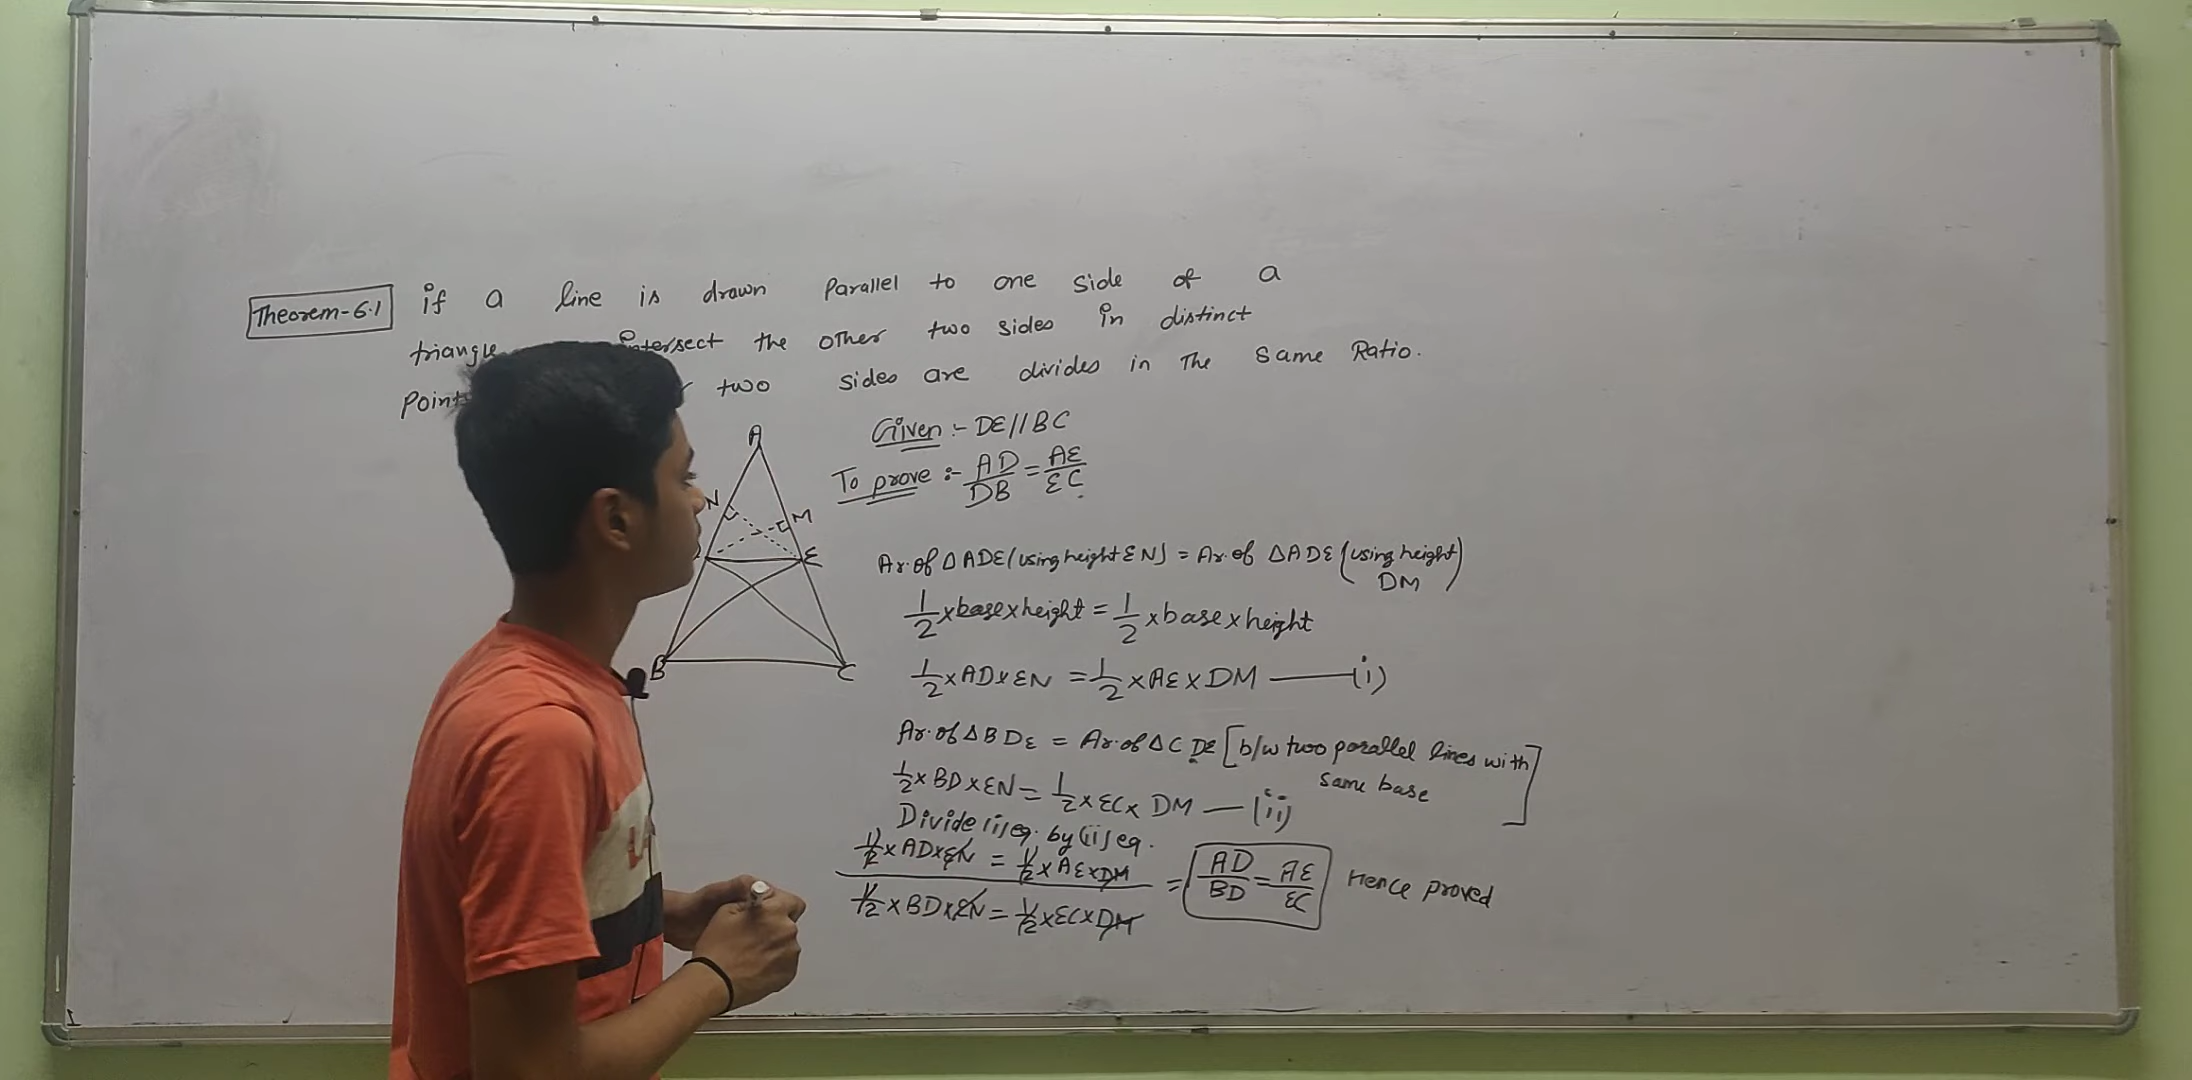 Theorem-6.1 if a line is drawn Parallel to one side of a
triangle intersect the other two sides in distinct
Point two sides are divides in The Same Ratio.
A
N
M
E
B
C
Given :- DE//BC
To prove :- AD/DB = AE/EC.
Ar. of △ADE (using height EN) = Ar. of △ADE (using height DM)
1/2 × base × height = 1/2 × base × height
1/2 × AD × EN = 1/2 × AE × DM —— (i)
Ar. of △BDE = Ar. of △CDE [b/w two parallel lines with same base]
1/2 × BD × EN = 1/2 × EC × DM — (ii)
Divide (i) eq. by (ii) eq.
1/2 × AD × EN = 1/2 × AE × DM
1/2 × BD × EN = 1/2 × EC × DM
= AD/BD = AE/EC Hence proved